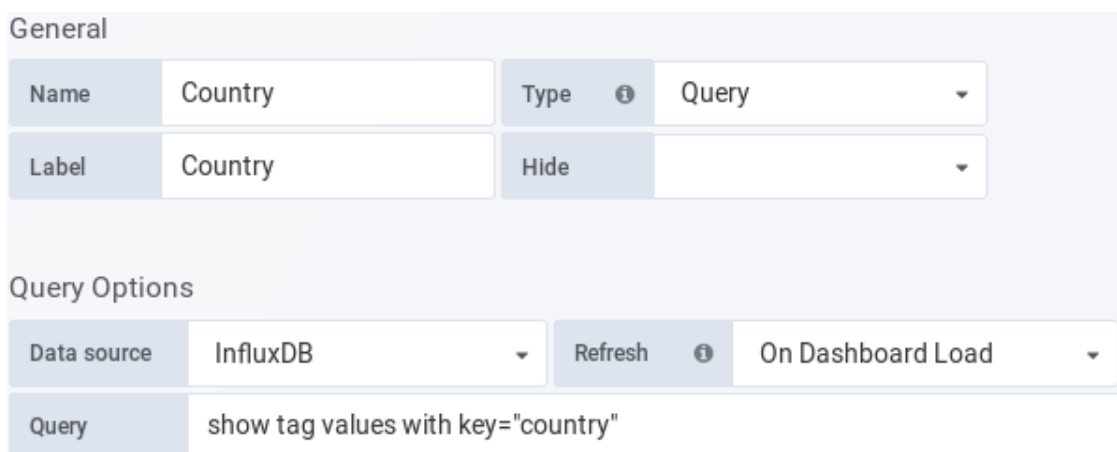 General
Name Country Type Query
Label Country Hide
Query Options
Data source InfluxDB Refresh On Dashboard Load
Query show tag values with key="country"